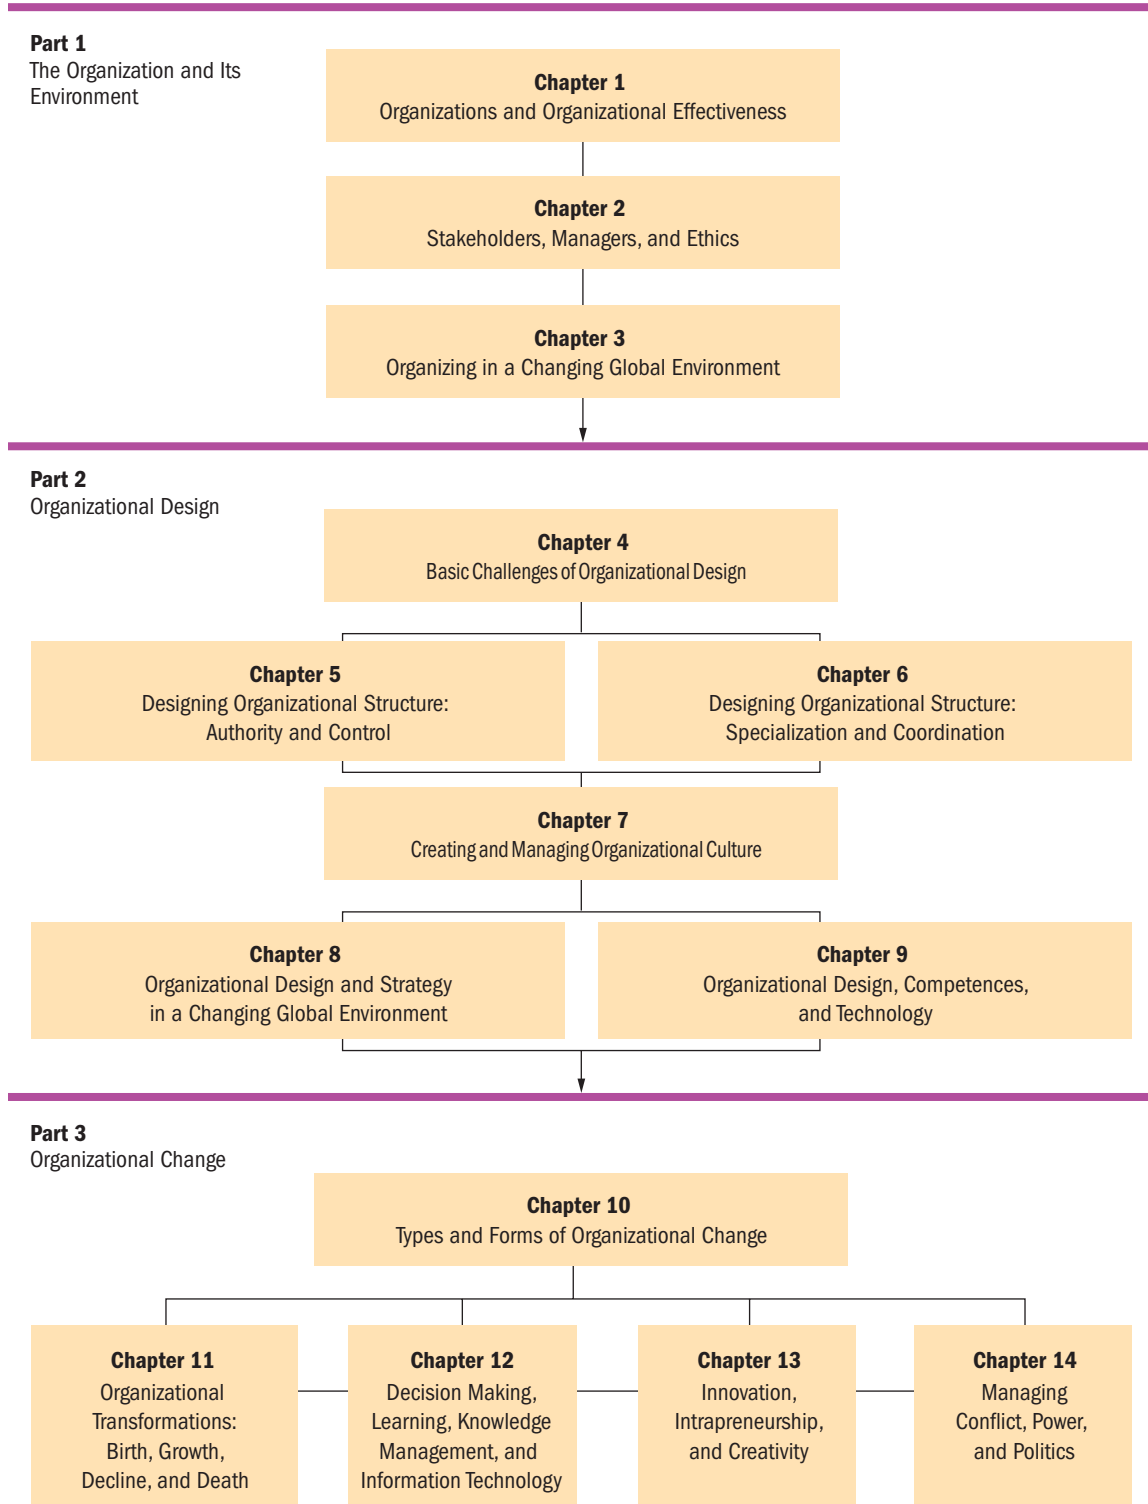 Part 1
The Organization and Its
Environment
Chapter 1
Organizations and Organizational Effectiveness
Chapter 2
Stakeholders, Managers, and Ethics
Chapter 3
Organizing in a Changing Global Environment
Part 2
Organizational Design
Chapter 4
Basic Challenges of Organizational Design
Chapter 5
Designing Organizational Structure:
Authority and Control
Chapter 6
Designing Organizational Structure:
Specialization and Coordination
Chapter 7
Creating and Managing Organizational Culture
Chapter 8
Organizational Design and Strategy
in a Changing Global Environment
Chapter 9
Organizational Design, Competences,
and Technology
Part 3
Organizational Change
Chapter 10
Types and Forms of Organizational Change
Chapter 11
Organizational
Transformations:
Birth, Growth,
Decline, and Death
Chapter 12
Decision Making,
Learning, Knowledge
Management, and
Information Technology
Chapter 13
Innovation,
Intrapreneurship,
and Creativity
Chapter 14
Managing
Conflict, Power,
and Politics